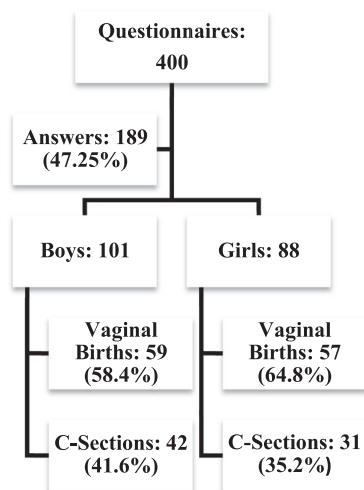 Questionnaires:
400
Answers: 189
(47.25%)
Boys: 101
Girls: 88
Vaginal
Births: 59
(58.4%)
Vaginal
Births: 57
(64.8%)
C-Sections: 42
(41.6%)
C-Sections: 31
(35.2%)